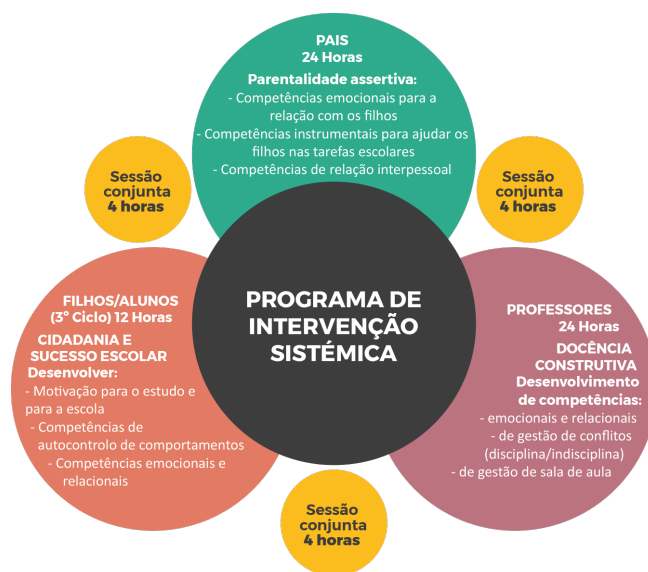 PAIS
24 Horas
Parentalidade assertiva:
- Competências emocionais para a
relação com os filhos
- Competências instrumentais para ajudar os
filhos nas tarefas escolares
- Competências de relação interpessoal
Sessão
conjunta
4 horas
Sessão
conjunta
4 horas
PROGRAMA DE
INTERVENÇÃO
SISTÉMICA
FILHOS/ALUNOS
(3º Ciclo) 12 Horas
CIDADANIA E
SUCESSO ESCOLAR
Desenvolver:
- Motivação para o estudo e
para a escola
- Competências de
autocontrolo de comportamentos
- Competências emocionais e
relacionais
PROFESSORES
24 Horas
DOCÊNCIA
CONSTRUTIVA
Desenvolvimento
de competências:
- emocionais e relacionais
- de gestão de conflitos
(disciplina/indisciplina)
- de gestão de sala de aula
Sessão
conjunta
4 horas